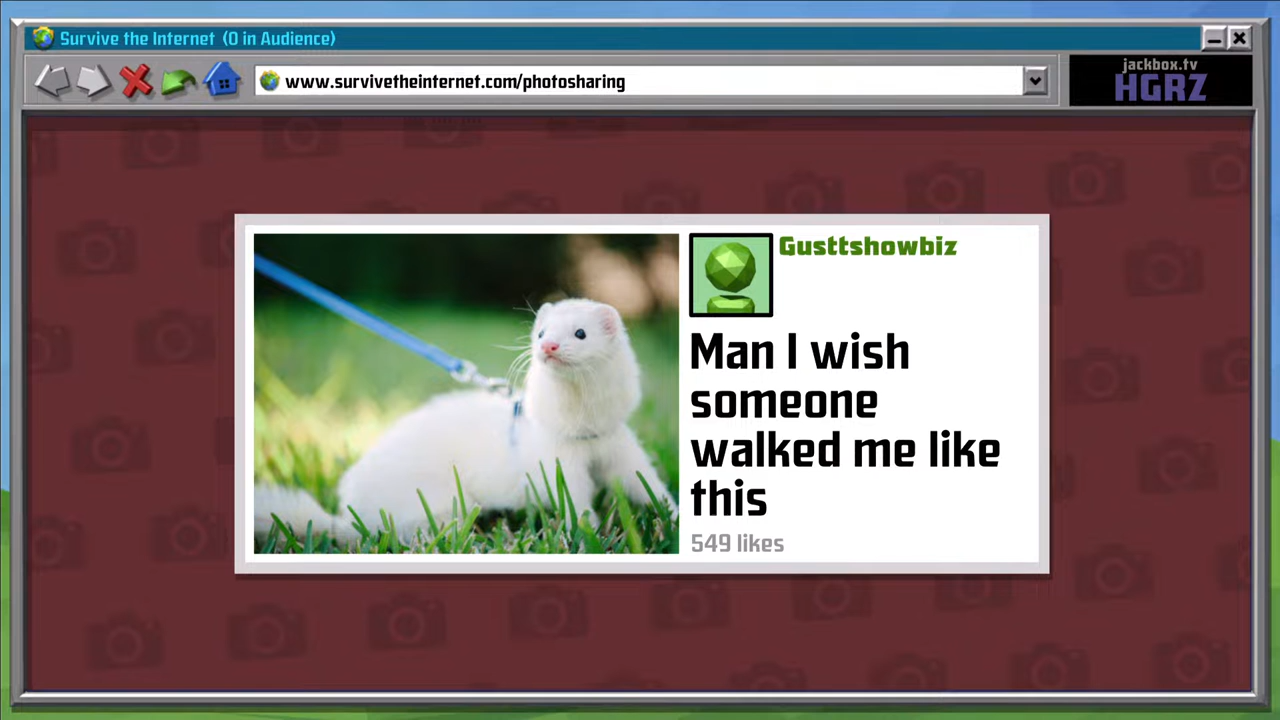 Survive the Internet (0 in Audience)
www.survivetheinternet.com/photosharing
jackbox.tv
HGRZ
Gusttshowbiz
Man I wish
someone
walked me like
this
549 likes